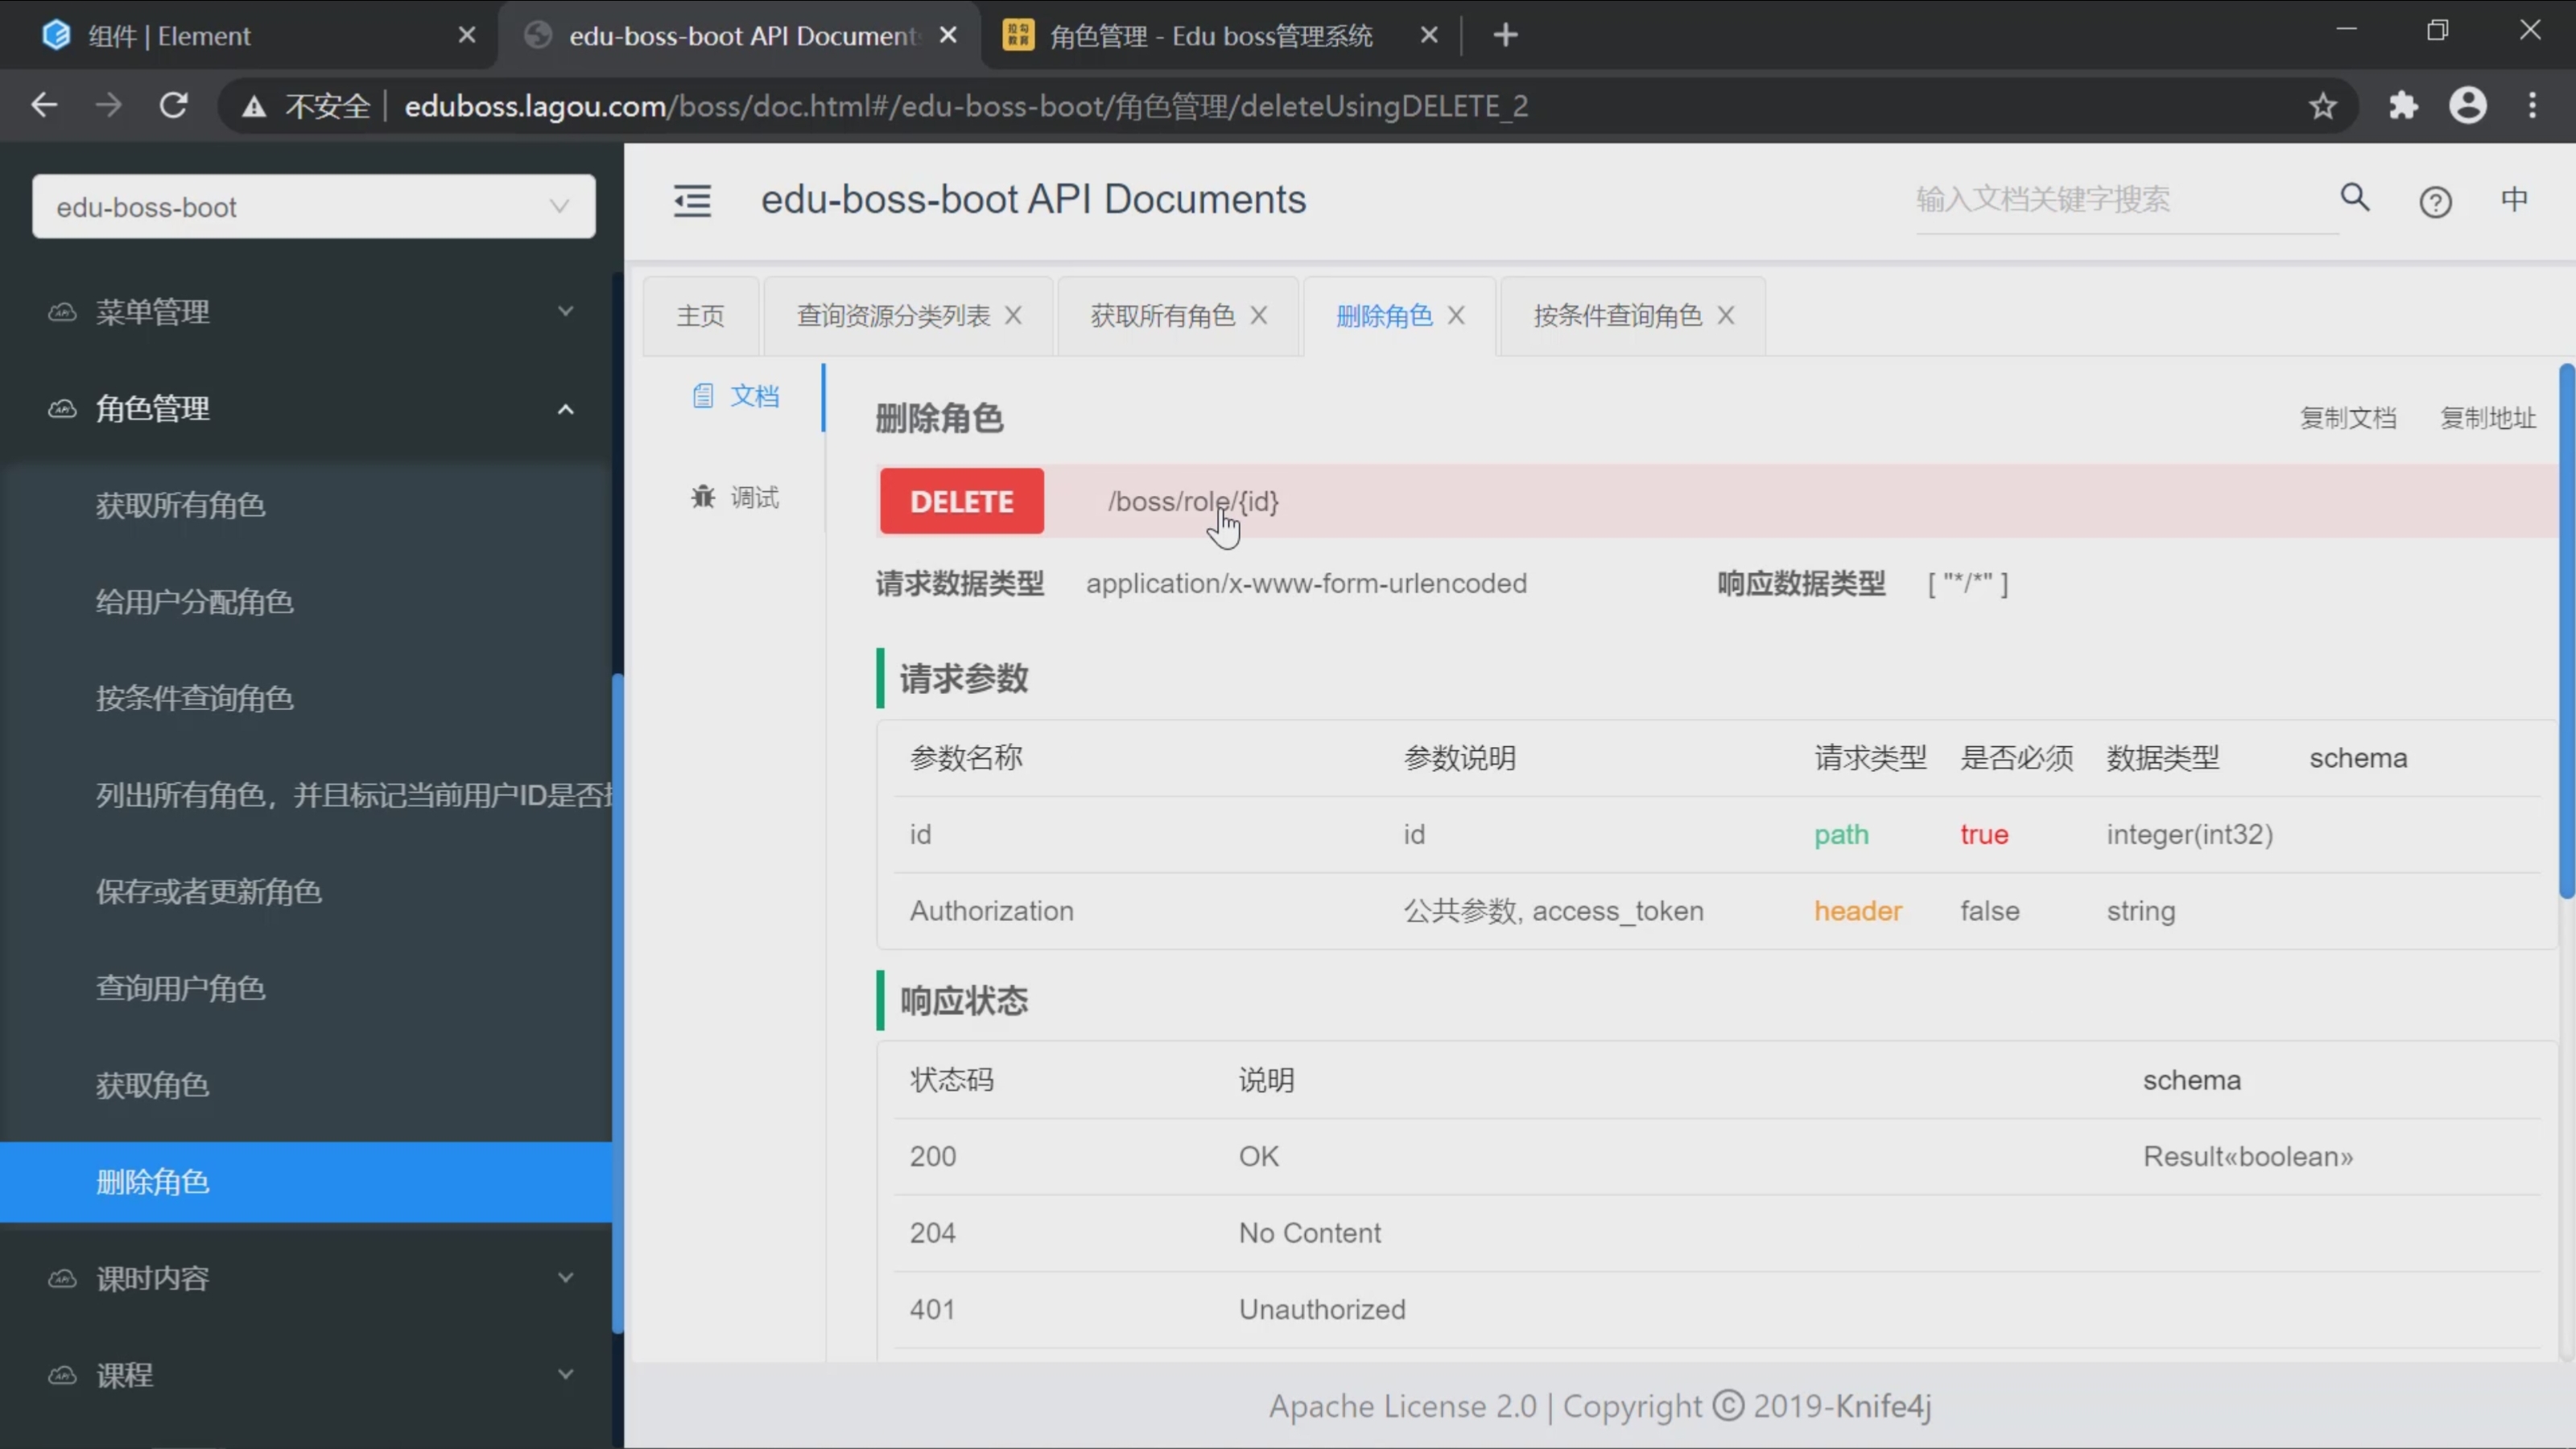 组件 | Element
edu-boss-boot API Document
角色管理 - Edu boss管理系统
不安全
eduboss.lagou.com/boss/doc.html#/edu-boss-boot/角色管理/deleteUsingDELETE_2
edu-boss-boot
菜单管理
角色管理
获取所有角色
给用户分配角色
按条件查询角色
列出所有角色，并且标记当前用户ID是否
保存或者更新角色
查询用户角色
获取角色
删除角色
课时内容
课程
edu-boss-boot API Documents
输入文档关键字搜索
中
主页
查询资源分类列表
获取所有角色
删除角色
按条件查询角色
文档
调试
删除角色
复制文档 复制地址
DELETE /boss/role/{id}
请求数据类型 application/x-www-form-urlencoded 响应数据类型 [ "*/*" ]
请求参数
参数名称 参数说明 请求类型 是否必须 数据类型 schema
id id path true integer(int32)
Authorization 公共参数, access_token header false string
响应状态
状态码 说明 schema
200 OK Result«boolean»
204 No Content
401 Unauthorized
Apache License 2.0 | Copyright © 2019-Knife4j